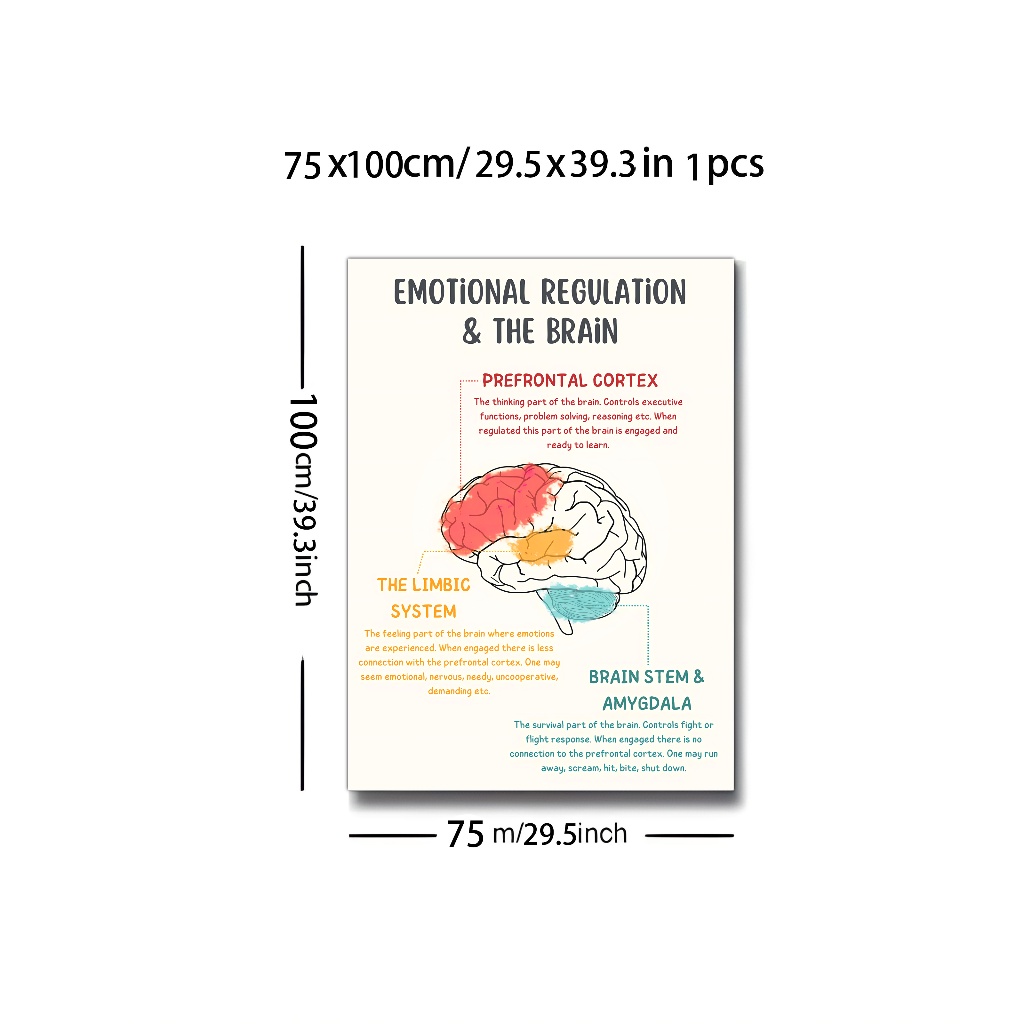 75x100cm/ 29.5x39.3in 1pcs
EMOTiONAL REGULATiON
& THE BRAiN
PREFRONTAL CORTEX
The thinking part of the brain. Controls executive
functions, problem solving, reasoning etc. When
regulated this part of the brain is engaged and
ready to learn.
100cm/39.3inch
THE LIMBIC
SYSTEM
The feeling part of the brain where emotions
are experienced. When engaged there is less
connection with the prefrontal cortex. One may
seem emotional, nervous, needy, uncooperative,
demanding etc.
BRAIN STEM &
AMYGDALA
The survival part of the brain. Controls fight or
flight response. When engaged there is no
connection to the prefrontal cortex. One may run
away, scream, hit, bite, shut down.
75 m/29.5inch